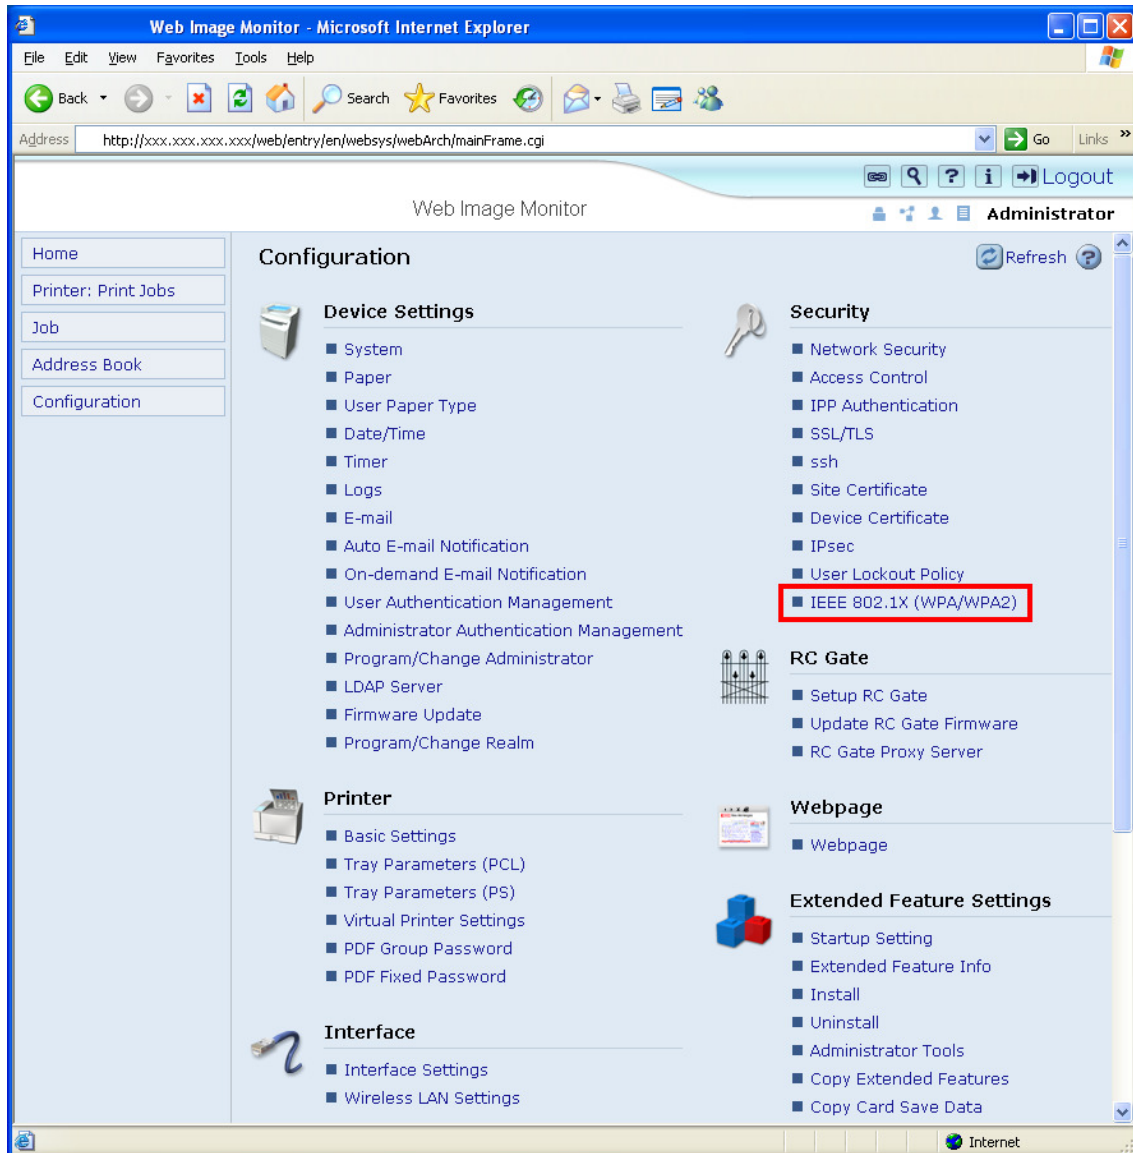 Web Image Monitor - Microsoft Internet Explorer
File Edit View Favorites Tools Help
Back Search Favorites
Address http://xxx.xxx.xxx.xxx/web/entry/en/websys/webArch/mainFrame.cgi Go Links »
Logout
Web Image Monitor
Administrator
Home
Printer: Print Jobs
Job
Address Book
Configuration
Configuration
Refresh
Device Settings
System
Paper
User Paper Type
Date/Time
Timer
Logs
E-mail
Auto E-mail Notification
On-demand E-mail Notification
User Authentication Management
Administrator Authentication Management
Program/Change Administrator
LDAP Server
Firmware Update
Program/Change Realm
Printer
Basic Settings
Tray Parameters (PCL)
Tray Parameters (PS)
Virtual Printer Settings
PDF Group Password
PDF Fixed Password
Interface
Interface Settings
Wireless LAN Settings
Security
Network Security
Access Control
IPP Authentication
SSL/TLS
ssh
Site Certificate
Device Certificate
IPsec
User Lockout Policy
IEEE 802.1X (WPA/WPA2)
RC Gate
Setup RC Gate
Update RC Gate Firmware
RC Gate Proxy Server
Webpage
Webpage
Extended Feature Settings
Startup Setting
Extended Feature Info
Install
Uninstall
Administrator Tools
Copy Extended Features
Copy Card Save Data
Internet